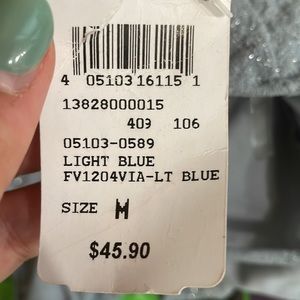 4 05103 16115 1
13828000015
409 106
05103-0589
LIGHT BLUE
FV1204VIA-LT BLUE
SIZE M
$45.90